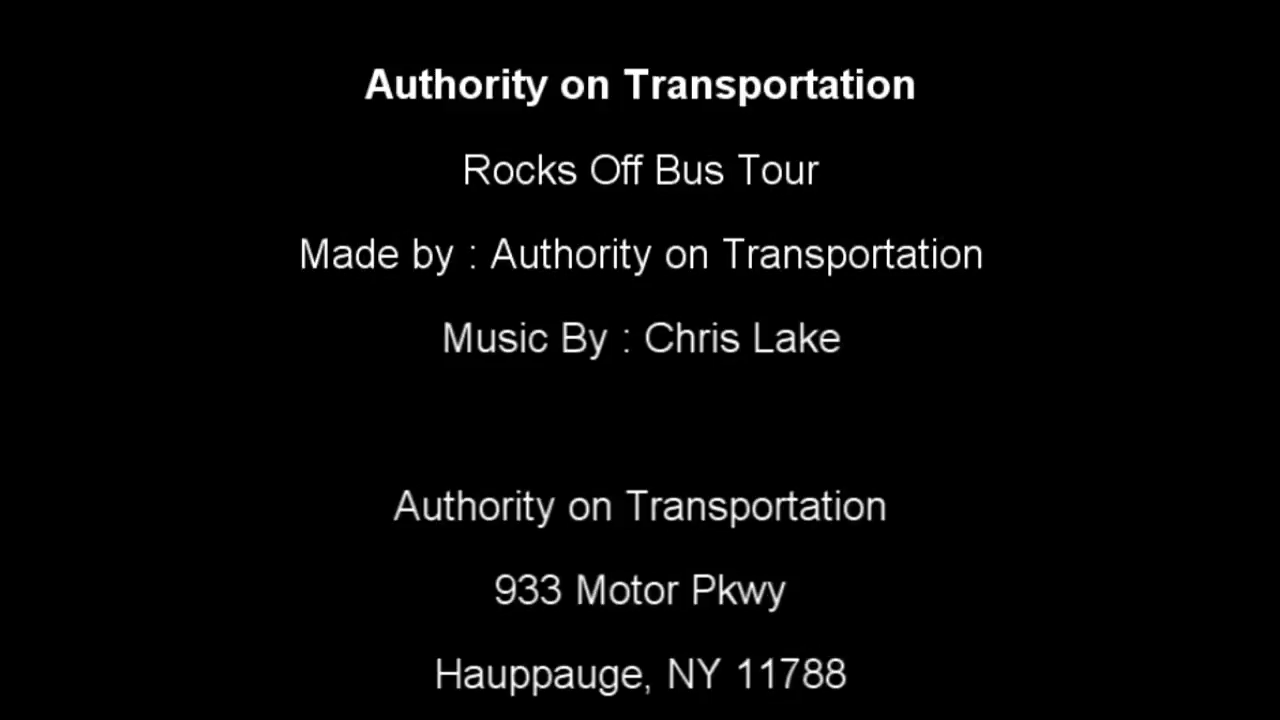 Authority on Transportation
Rocks Off Bus Tour
Made by : Authority on Transportation
Music By : Chris Lake
Authority on Transportation
933 Motor Pkwy
Hauppauge, NY 11788